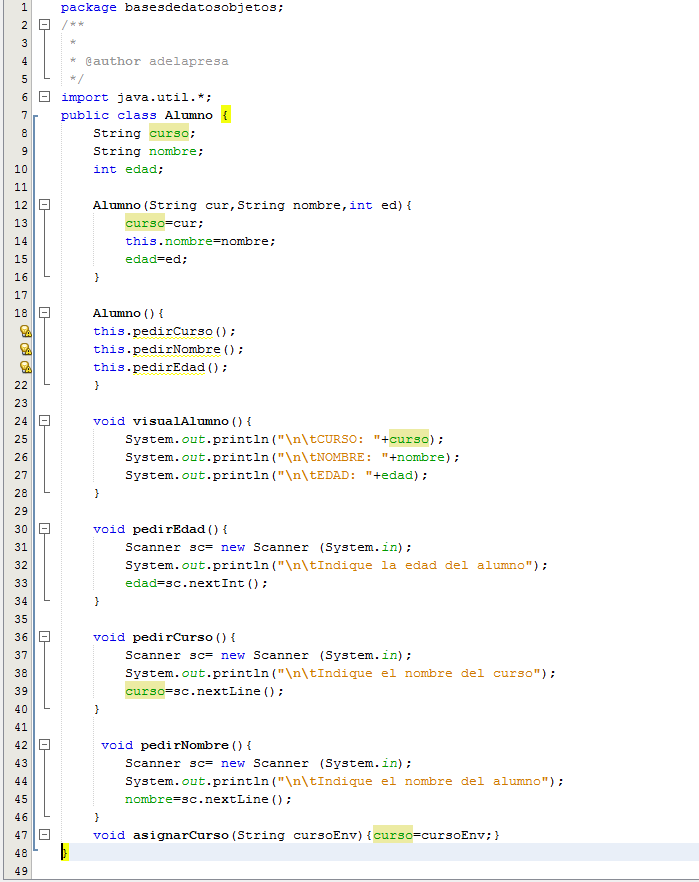 1 package basesdedatosobjetos;
2 /**
3 *
4 * @author adelapresa
5 */
6 import java.util.*;
7 public class Alumno {
8 String curso;
9 String nombre;
10 int edad;
11
12 Alumno(String cur,String nombre,int ed){
13 curso=cur;
14 this.nombre=nombre;
15 edad=ed;
16 }
17
18 Alumno(){
this.pedirCurso();
this.pedirNombre();
this.pedirEdad();
22 }
23
24 void visualAlumno(){
25 System.out.println("\n\tCURSO: "+curso);
26 System.out.println("\n\tNOMBRE: "+nombre);
27 System.out.println("\n\tEDAD: "+edad);
28 }
29
30 void pedirEdad(){
31 Scanner sc= new Scanner (System.in);
32 System.out.println("\n\tIndique la edad del alumno");
33 edad=sc.nextInt();
34 }
35
36 void pedirCurso(){
37 Scanner sc= new Scanner (System.in);
38 System.out.println("\n\tIndique el nombre del curso");
39 curso=sc.nextLine();
40 }
41
42 void pedirNombre(){
43 Scanner sc= new Scanner (System.in);
44 System.out.println("\n\tIndique el nombre del alumno");
45 nombre=sc.nextLine();
46 }
47 void asignarCurso(String cursoEnv){curso=cursoEnv;}
48 }
49